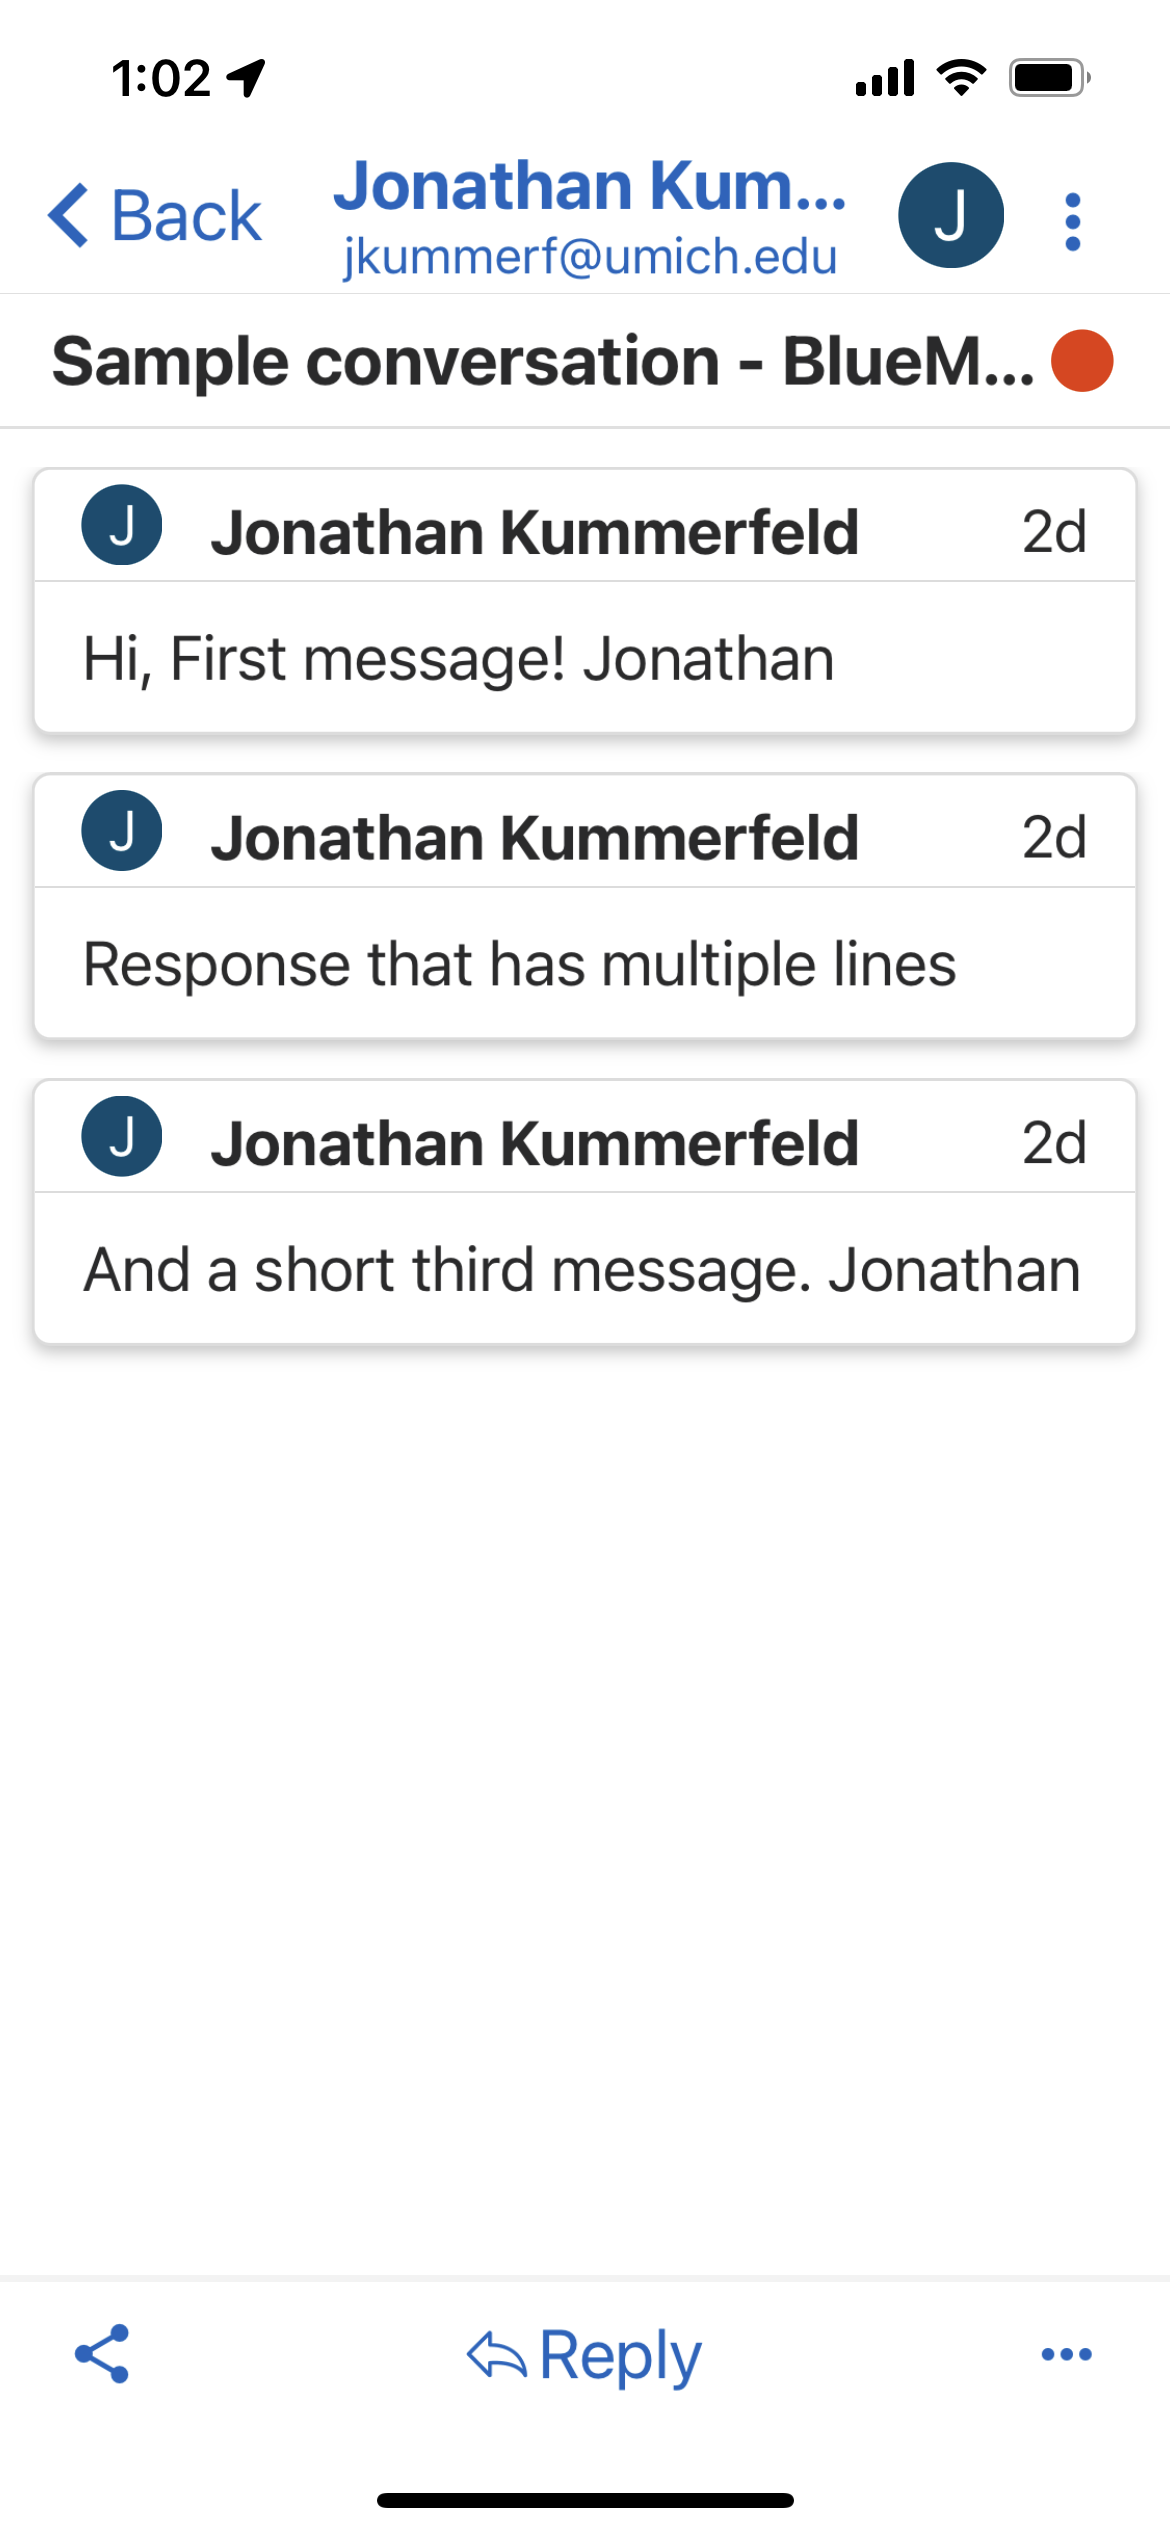 1:02
Back
Jonathan Kum...
jkummerf@umich.edu
J
Sample conversation - BlueM...
J Jonathan Kummerfeld 2d
Hi, First message! Jonathan
J Jonathan Kummerfeld 2d
Response that has multiple lines
J Jonathan Kummerfeld 2d
And a short third message. Jonathan
Reply